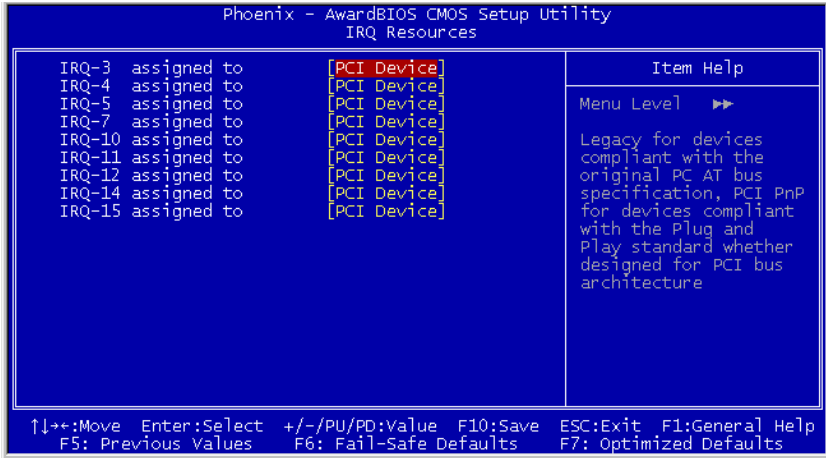 Phoenix - AwardBIOS CMOS Setup Utility
IRQ Resources
IRQ-3 assigned to [PCI Device]
IRQ-4 assigned to [PCI Device]
IRQ-5 assigned to [PCI Device]
IRQ-7 assigned to [PCI Device]
IRQ-10 assigned to [PCI Device]
IRQ-11 assigned to [PCI Device]
IRQ-12 assigned to [PCI Device]
IRQ-14 assigned to [PCI Device]
IRQ-15 assigned to [PCI Device]
Item Help
Menu Level ▶▶
Legacy for devices
compliant with the
original PC AT bus
specification, PCI PnP
for devices compliant
with the Plug and
Play standard whether
designed for PCI bus
architecture
↑↓→←:Move Enter:Select +/-/PU/PD:Value F10:Save ESC:Exit F1:General Help
F5: Previous Values F6: Fail-Safe Defaults F7: Optimized Defaults